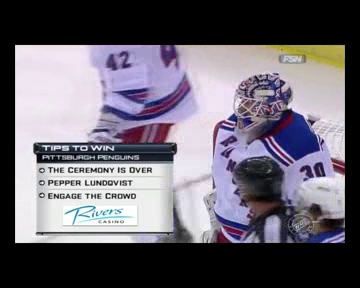 42
FSN
TIPS TO WIN
PITTSBURGH PENGUINS
THE CEREMONY IS OVER
PEPPER LUNDQVIST
ENGAGE THE CROWD
Rivers
CASINO
30